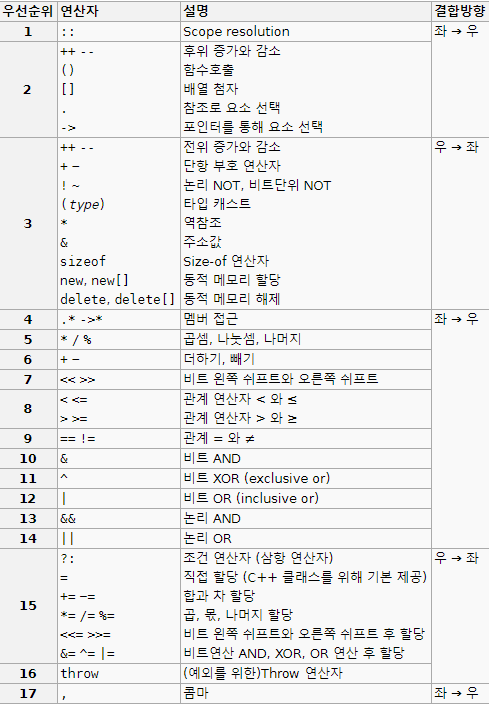 우선순위 연산자 설명 결합방향
1 :: Scope resolution 좌 → 우
2 ++ -- 후위 증가와 감소
() 함수호출
[] 배열 첨자
. 참조로 요소 선택
-> 포인터를 통해 요소 선택
3 ++ -- 전위 증가와 감소 우 → 좌
+ − 단항 부호 연산자
! ~ 논리 NOT, 비트단위 NOT
(type) 타입 캐스트
* 역참조
& 주소값
sizeof Size-of 연산자
new, new[] 동적 메모리 할당
delete, delete[] 동적 메모리 해제
4 .* ->* 멤버 접근 좌 → 우
5 * / % 곱셈, 나눗셈, 나머지
6 + − 더하기, 빼기
7 << >> 비트 왼쪽 쉬프트와 오른쪽 쉬프트
8 < <= 관계 연산자 < 와 ≤
> >= 관계 연산자 > 와 ≥
9 == != 관계 = 와 ≠
10 & 비트 AND
11 ^ 비트 XOR (exclusive or)
12 | 비트 OR (inclusive or)
13 && 논리 AND
14 || 논리 OR
15 ?: 조건 연산자 (삼항 연산자) 우 → 좌
= 직접 할당 (C++ 클래스를 위해 기본 제공)
+= −= 합과 차 할당
*= /= %= 곱, 몫, 나머지 할당
<<= >>= 비트 왼쪽 쉬프트와 오른쪽 쉬프트 후 할당
&= ^= |= 비트연산 AND, XOR, OR 연산 후 할당
16 throw (예외를 위한)Throw 연산자
17 , 콤마 좌 → 우